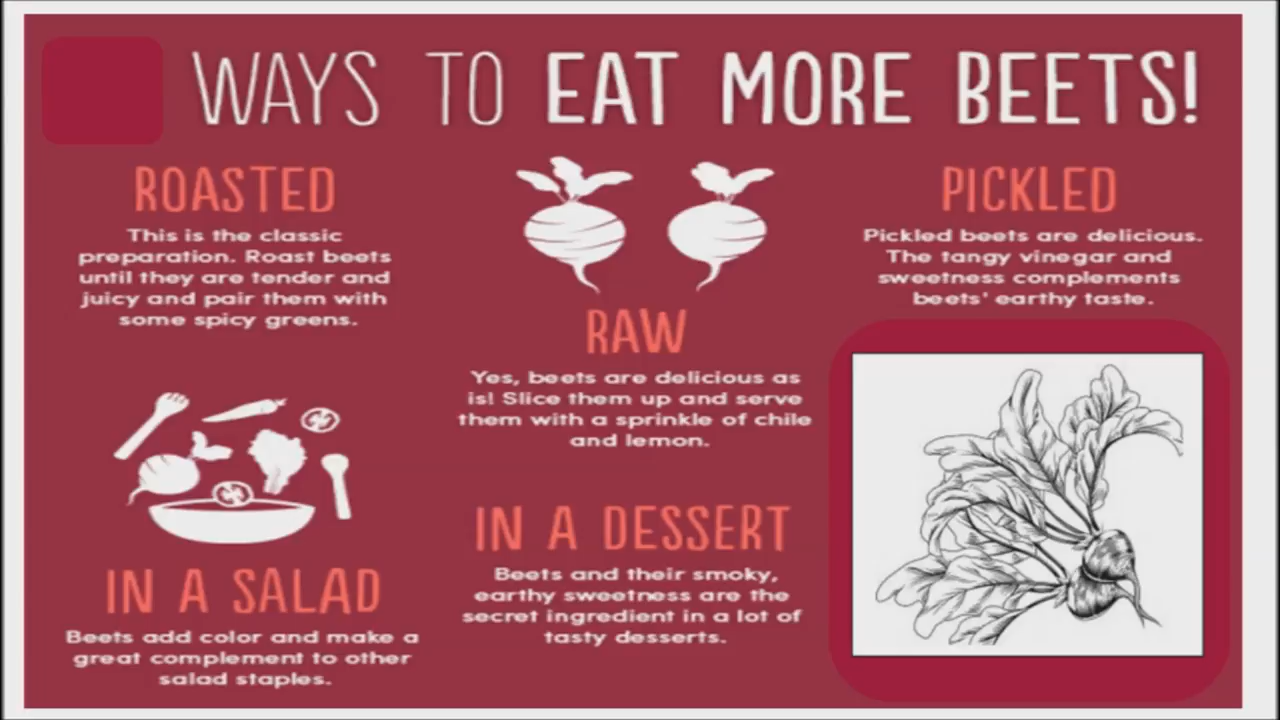 WAYS TO EAT MORE BEETS!
ROASTED
This is the classic
preparation. Roast beets
until they are tender and
juicy and pair them with
some spicy greens.
IN A SALAD
Beets add color and make a
great complement to other
salad staples.
RAW
Yes, beets are delicious as
is! Slice them up and serve
them with a sprinkle of chile
and lemon.
IN A DESSERT
Beets and their smoky,
earthy sweetness are the
secret ingredient in a lot of
tasty desserts.
PICKLED
Pickled beets are delicious.
The tangy vinegar and
sweetness complements
beets' earthy taste.